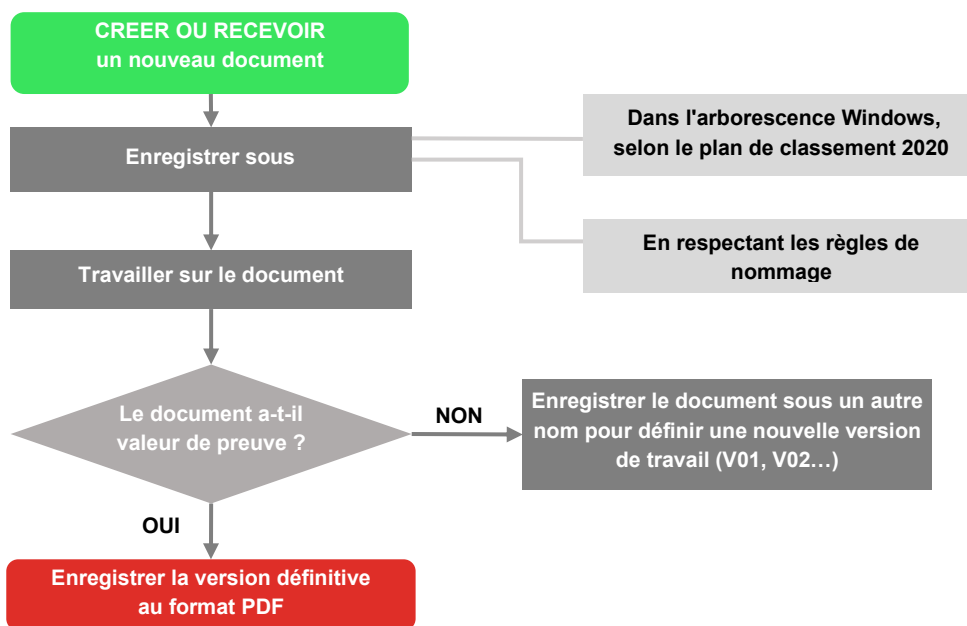 CREER OU RECEVOIR
un nouveau document
Enregistrer sous
Dans l'arborescence Windows,
selon le plan de classement 2020
En respectant les règles de
nommage
Travailler sur le document
Le document a-t-il
valeur de preuve ?
NON
Enregistrer le document sous un autre
nom pour définir une nouvelle version
de travail (V01, V02…)
OUI
Enregistrer la version définitive
au format PDF